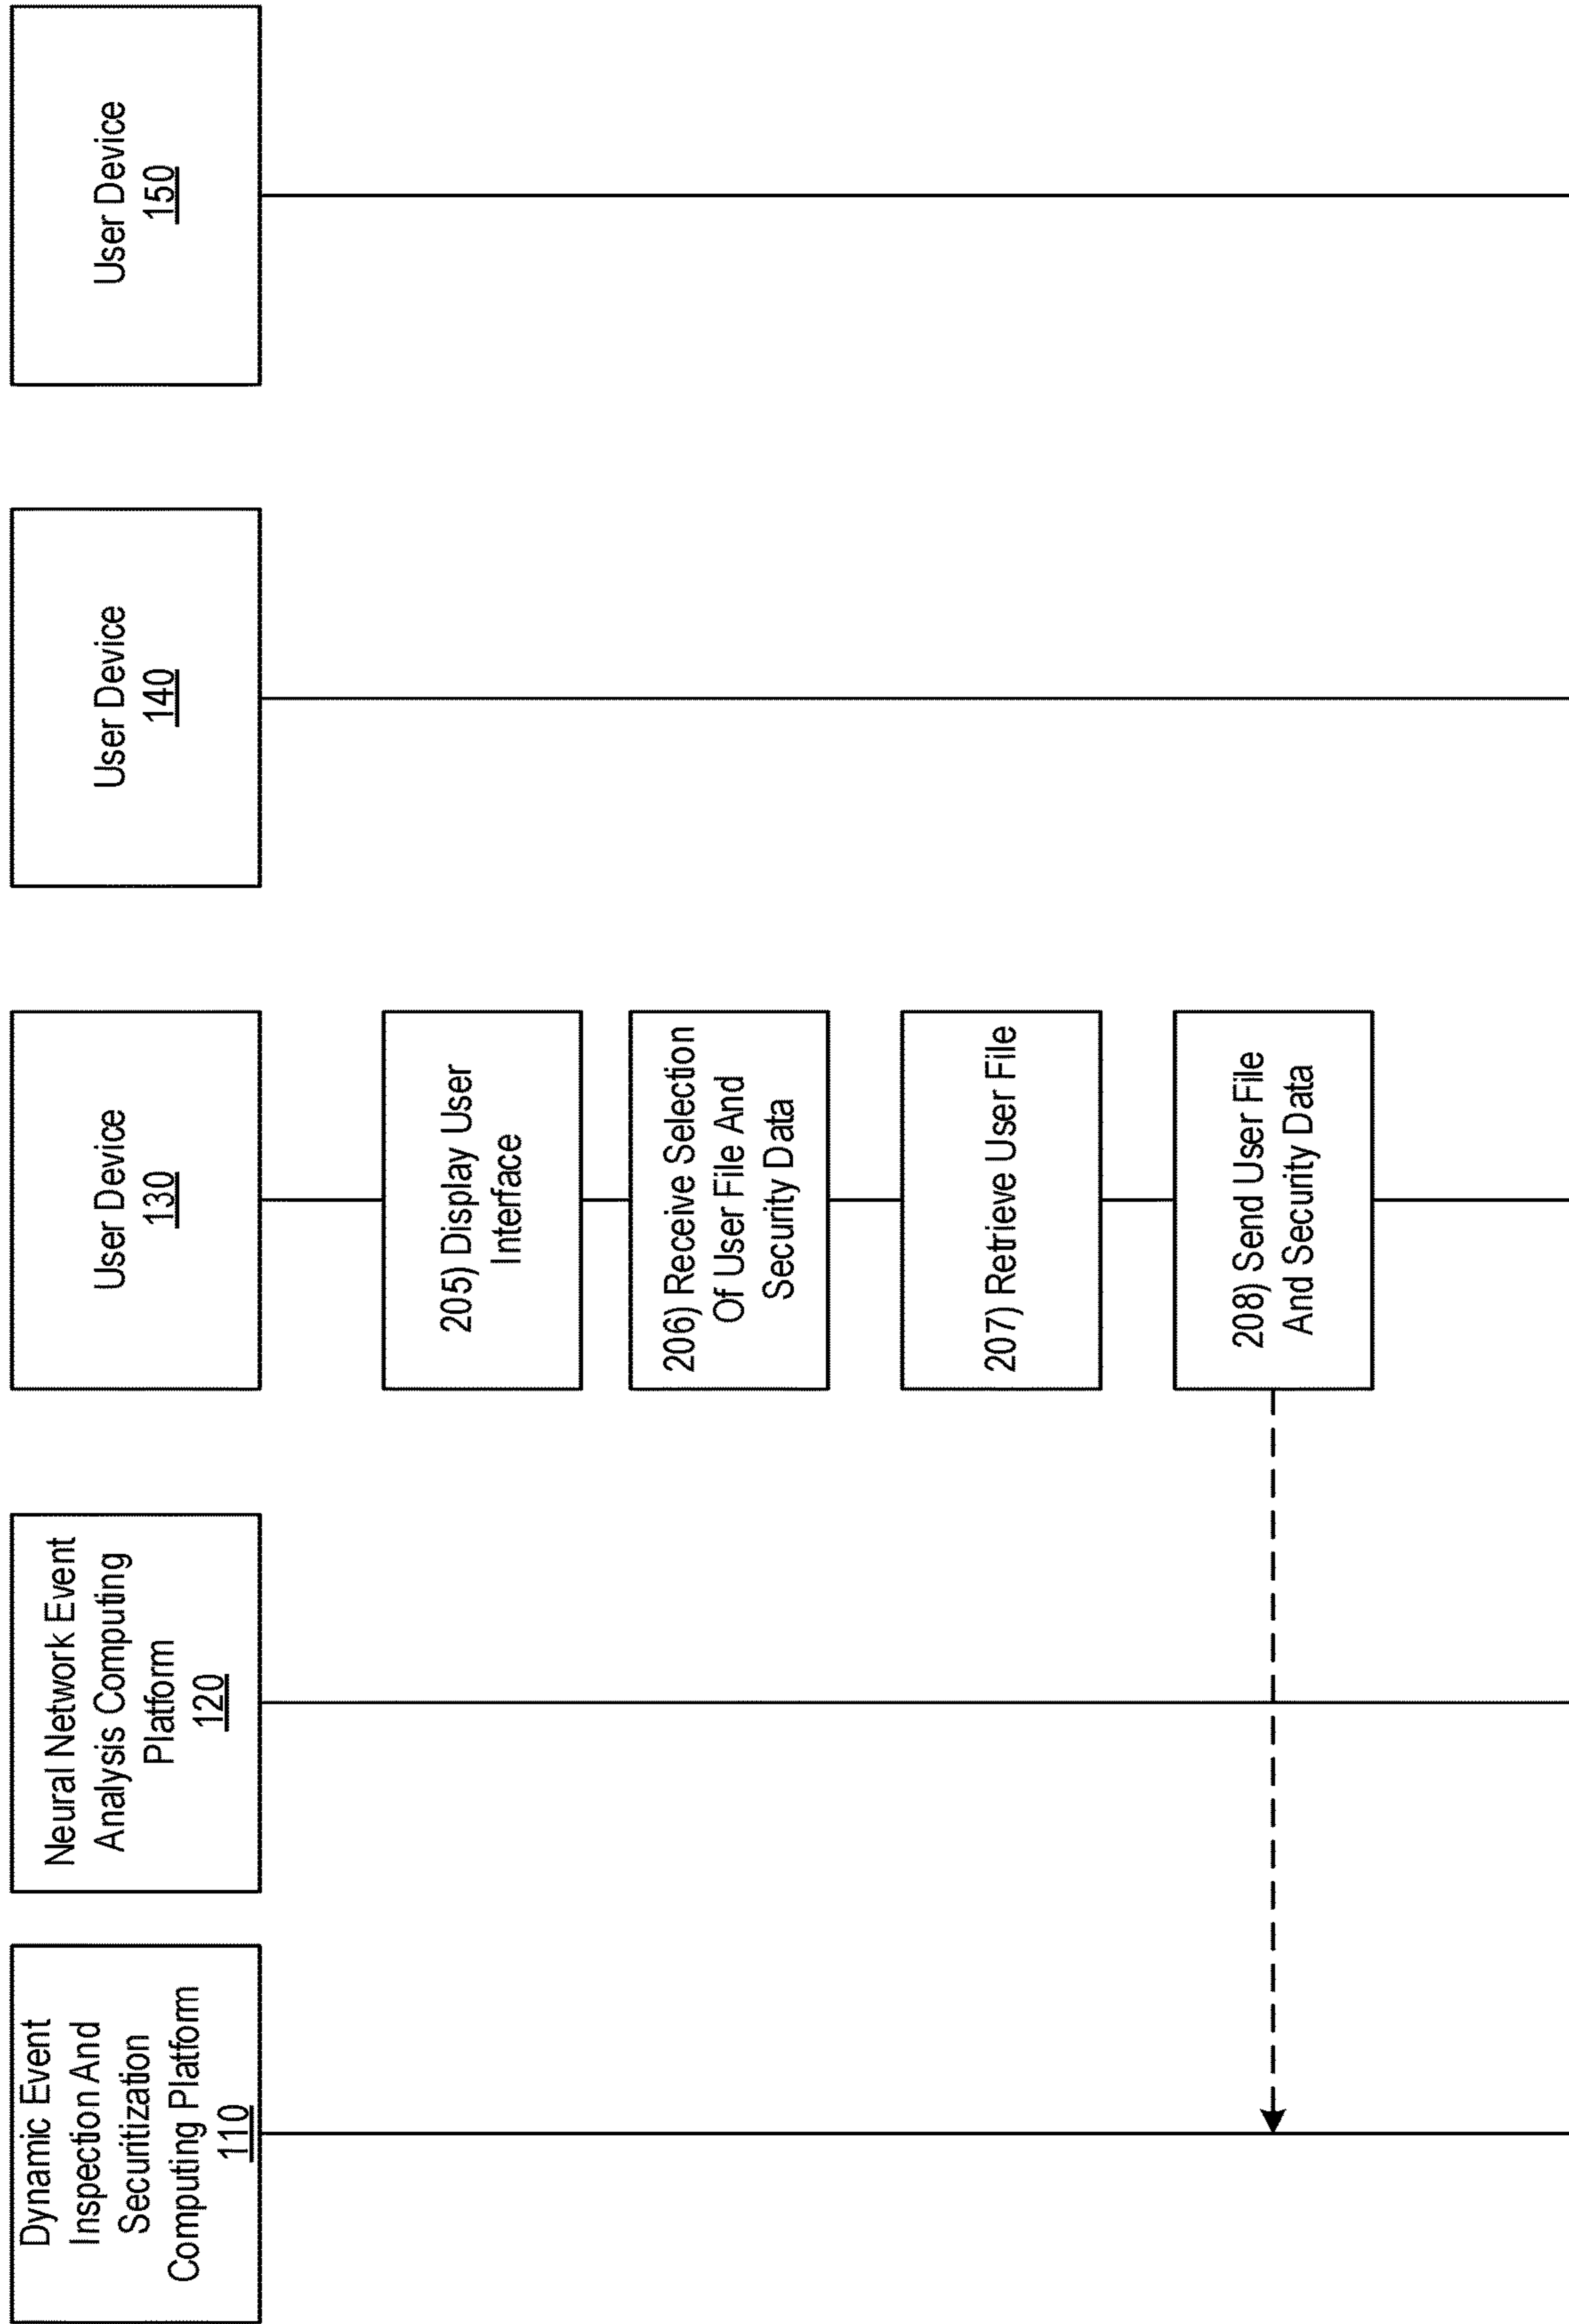 Dynamic Event
Inspection And
Securitization
Computing Platform
110
Neural Network Event
Analysis Computing
Platform
120
User Device
130
User Device
140
User Device
150
205) Display User
Interface
206) Receive Selection
Of User File And
Security Data
207) Retrieve User File
208) Send User File
And Security Data